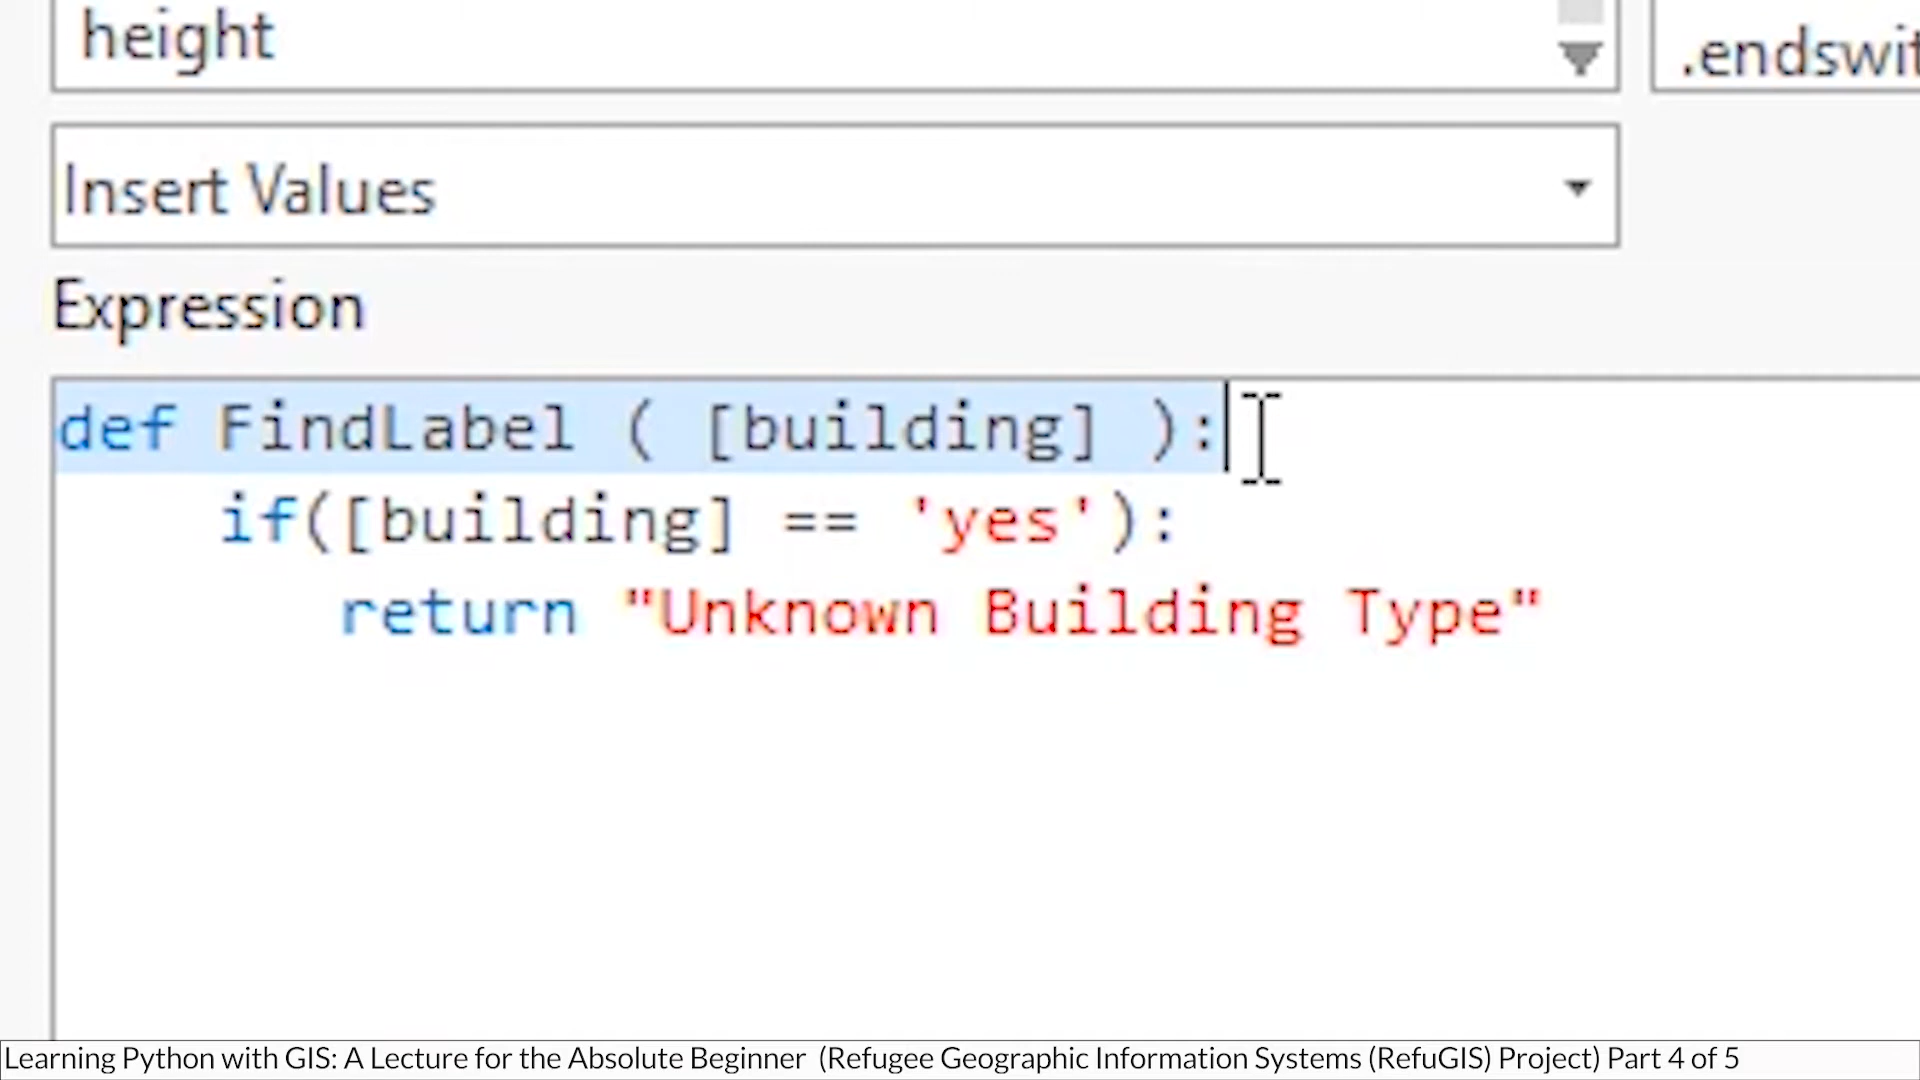 height
.endswit
Insert Values
Expression
def FindLabel ( [building] ):
if([building] == 'yes'):
return "Unknown Building Type"
Learning Python with GIS: A Lecture for the Absolute Beginner (Refugee Geographic Information Systems (RefuGIS) Project) Part 4 of 5